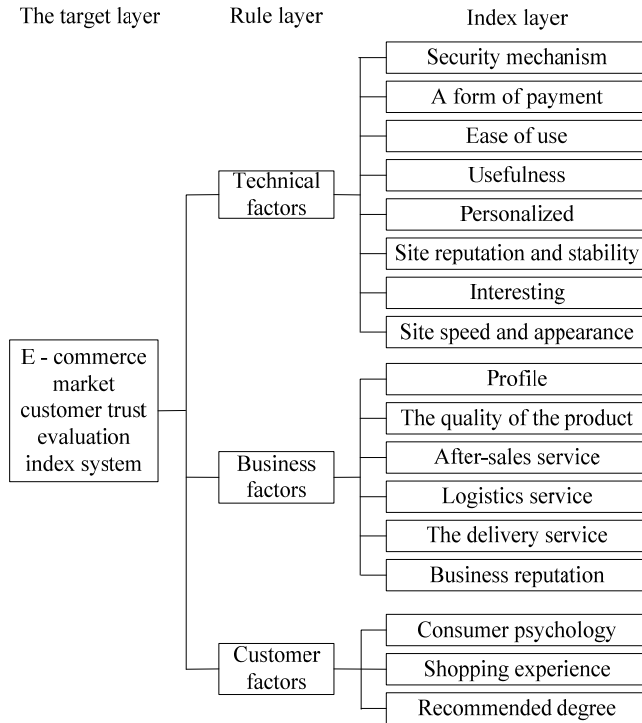 The target layer
Rule layer
Index layer
Security mechanism
A form of payment
Ease of use
Usefulness
Technical
factors
Personalized
Site reputation and stability
Interesting
Site speed and appearance
E - commerce
market
customer trust
evaluation
index system
Profile
The quality of the product
After-sales service
Business
factors
Logistics service
The delivery service
Business reputation
Consumer psychology
Customer
factors
Shopping experience
Recommended degree